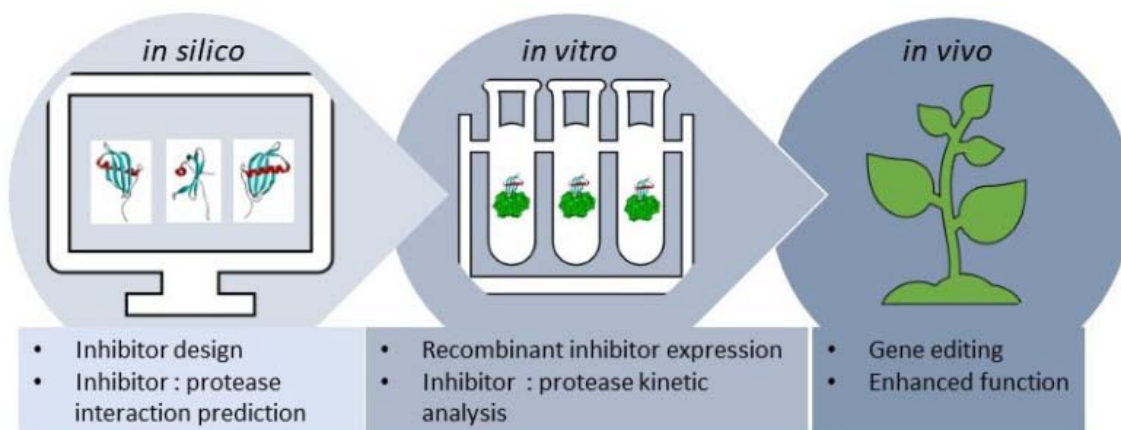 in silico
in vitro
in vivo
• Inhibitor design
• Inhibitor : protease
interaction prediction
• Recombinant inhibitor expression
• Inhibitor : protease kinetic
analysis
• Gene editing
• Enhanced function